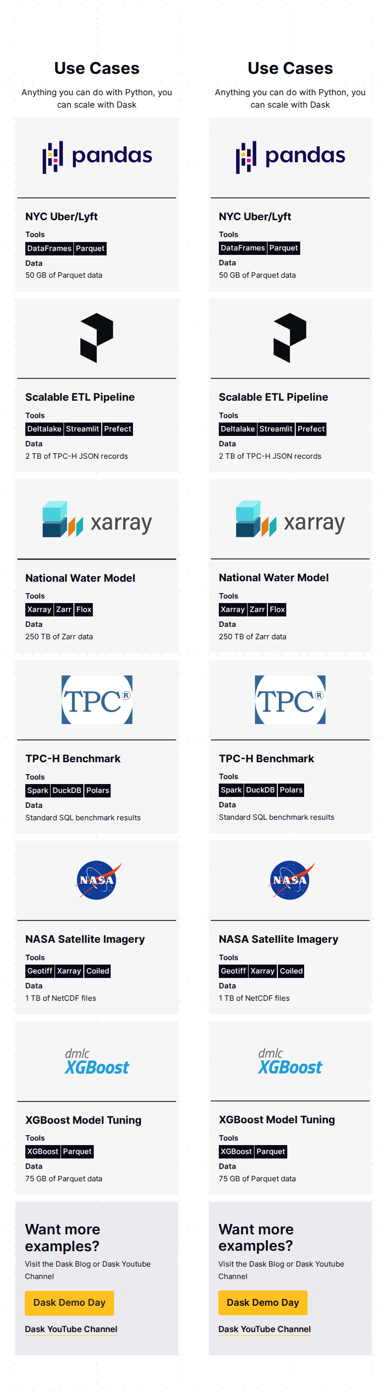 Use Cases
Anything you can do with Python, you
can scale with Dask
pandas
NYC Uber/Lyft
Tools
DataFrames Parquet
Data
50 GB of Parquet data
Scalable ETL Pipeline
Tools
Deltalake Streamlit Prefect
Data
2 TB of TPC-H JSON records
xarray
National Water Model
Tools
Xarray Zarr Flox
Data
250 TB of Zarr data
TPC®
TPC-H Benchmark
Tools
Spark DuckDB Polars
Data
Standard SQL benchmark results
NASA
NASA Satellite Imagery
Tools
Geotiff Xarray Coiled
Data
1 TB of NetCDF files
dmlc
XGBoost
XGBoost Model Tuning
Tools
XGBoost Parquet
Data
75 GB of Parquet data
Want more
examples?
Visit the Dask Blog or Dask Youtube
Channel
Dask Demo Day
Dask YouTube Channel
Use Cases
Anything you can do with Python, you
can scale with Dask
pandas
NYC Uber/Lyft
Tools
DataFrames Parquet
Data
50 GB of Parquet data
Scalable ETL Pipeline
Tools
Deltalake Streamlit Prefect
Data
2 TB of TPC-H JSON records
xarray
National Water Model
Tools
Xarray Zarr Flox
Data
250 TB of Zarr data
TPC®
TPC-H Benchmark
Tools
Spark DuckDB Polars
Data
Standard SQL benchmark results
NASA
NASA Satellite Imagery
Tools
Geotiff Xarray Coiled
Data
1 TB of NetCDF files
dmlc
XGBoost
XGBoost Model Tuning
Tools
XGBoost Parquet
Data
75 GB of Parquet data
Want more
examples?
Visit the Dask Blog or Dask Youtube
Channel
Dask Demo Day
Dask YouTube Channel